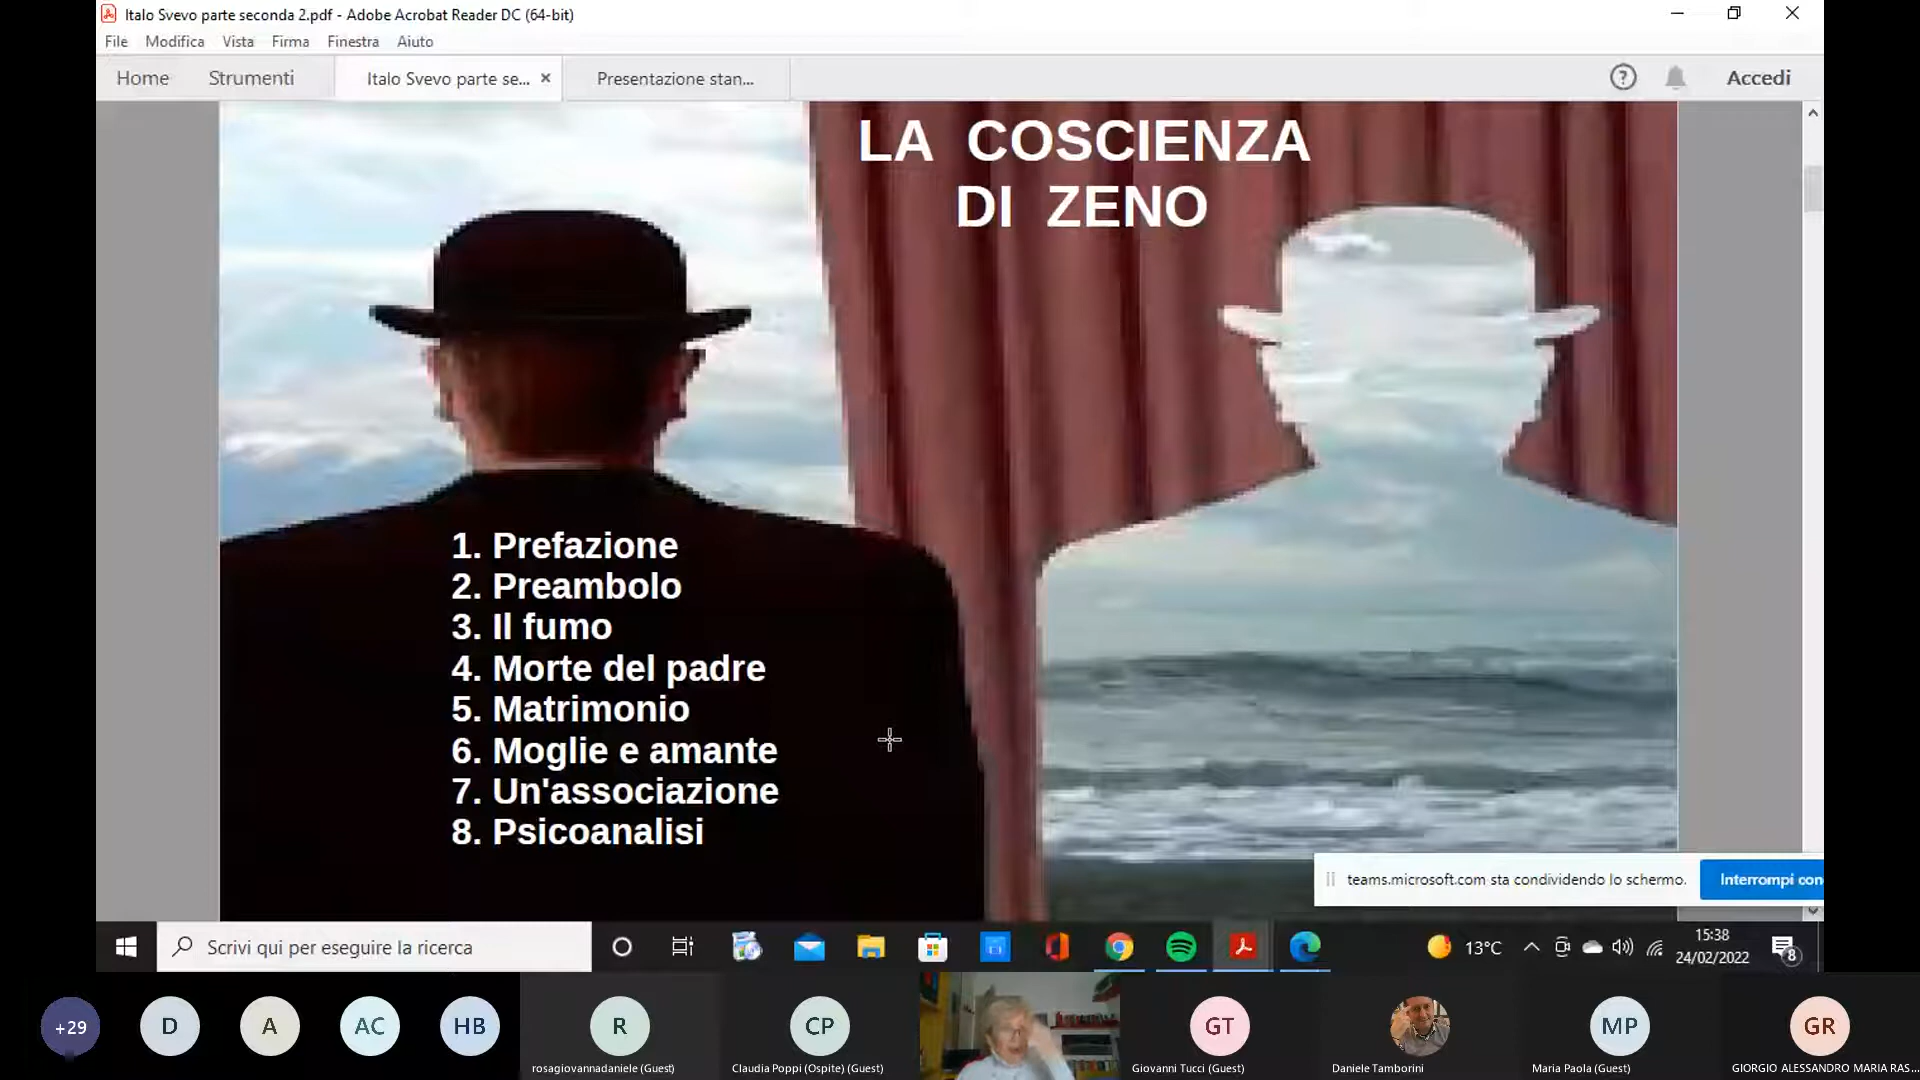 Italo Svevo parte seconda 2.pdf - Adobe Acrobat Reader DC (64-bit)
File Modifica Vista Firma Finestra Aiuto
Home Strumenti Italo Svevo parte se... × Presentazione stan... ? Accedi
LA COSCIENZA
DI ZENO
1. Prefazione
2. Preambolo
3. Il fumo
4. Morte del padre
5. Matrimonio
6. Moglie e amante
7. Un'associazione
8. Psicoanalisi
teams.microsoft.com sta condividendo lo schermo. Interrompi con
Scrivi qui per eseguire la ricerca
13°C
15:38
24/02/2022
8
+29 D A AC HB R CP GT MP GR
rosagiovannadaniele (Guest) Claudia Poppi (Ospite) (Guest) Giovanni Tucci (Guest) Daniele Tamborini Maria Paola (Guest) GIORGIO ALESSANDRO MARIA RAS...